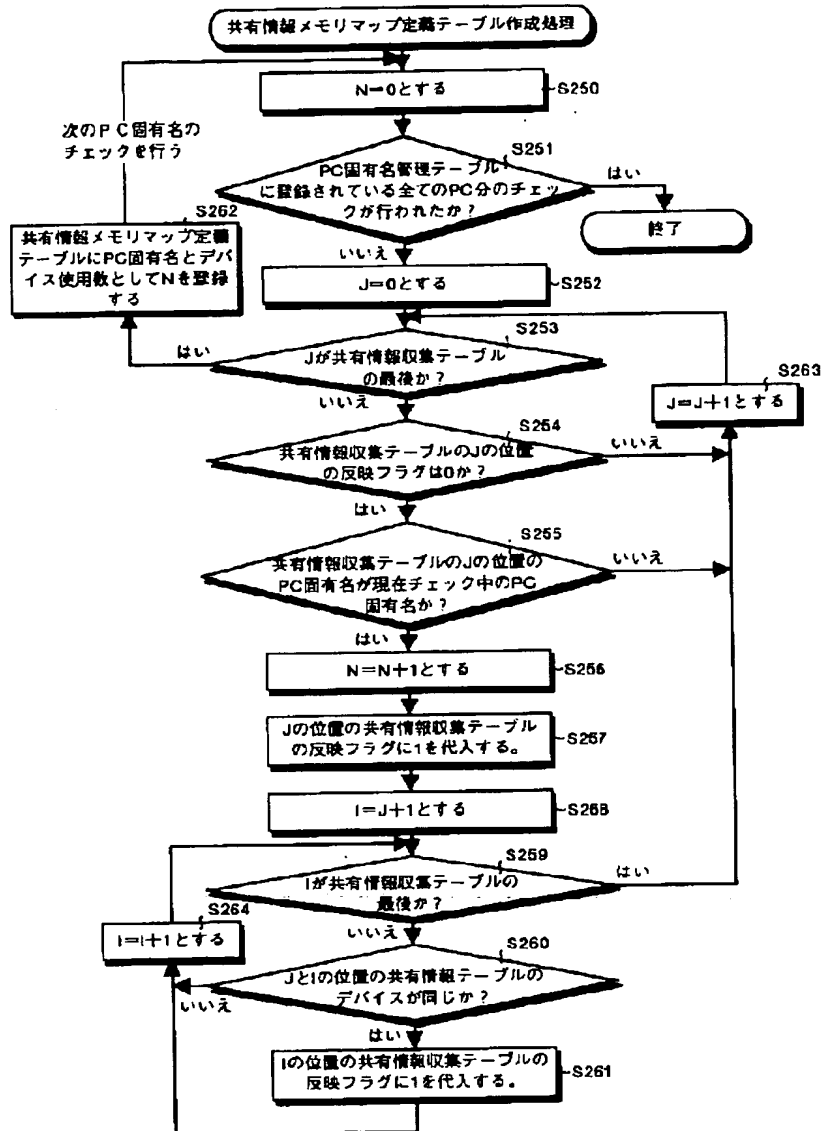 共有情報メモリマップ定義テーブル作成処理
N=0とする
S250
次のPC固有名の
チェックを行う
S251
PC固有名管理テーブル
に登録されている全てのPC分のチェッ
クが行われたか?
はい
終了
いいえ
S262
共有情報メモリマップ定義
テーブルにPC固有名とデバ
イス使用数としてNを登録
する
J=0とする
S252
S253
Jが共有情報収集テーブル
の最後か?
はい
いいえ
S263
J=J+1とする
S254
共有情報収集テーブルのJの位置
の反映フラグは0か?
いいえ
はい
S255
共有情報収集テーブルのJの位置の
PC固有名が現在チェック中のPC
固有名か?
いいえ
はい
N=N+1とする
S256
Jの位置の共有情報収集テーブル
の反映フラグに1を代入する。
S257
I=J+1とする
S258
S259
Iが共有情報収集テーブルの
最後か?
はい
いいえ
S264
I=I+1とする
S260
JとIの位置の共有情報テーブルの
デバイスが同じか?
いいえ
はい
Iの位置の共有情報収集テーブルの
反映フラグに1を代入する。
S261